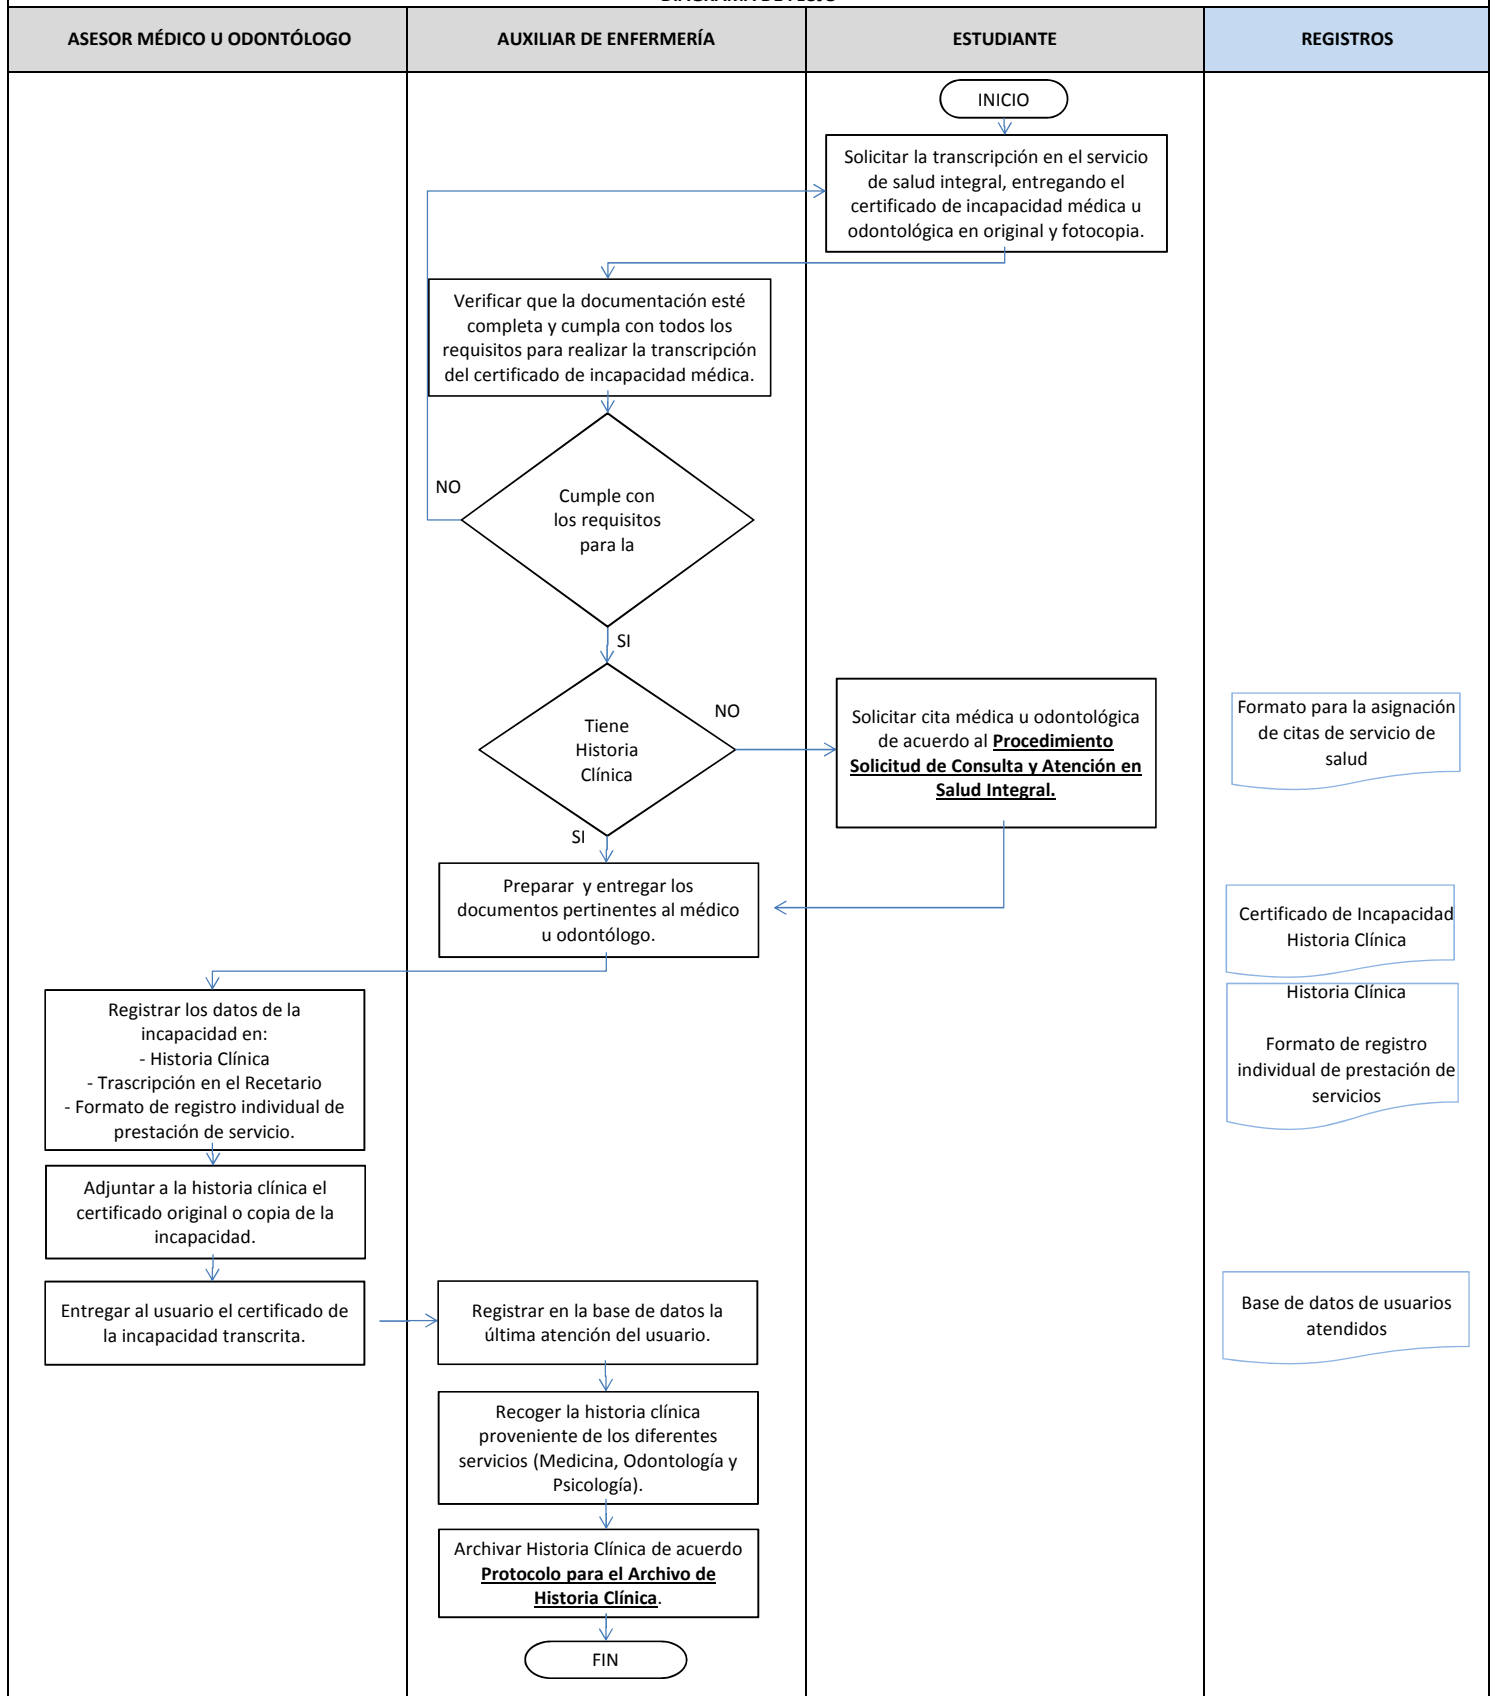 DIAGRAMA DE FLUJO
ASESOR MÉDICO U ODONTÓLOGO
AUXILIAR DE ENFERMERÍA
ESTUDIANTE
REGISTROS
INICIO
Solicitar la transcripción en el servicio
de salud integral, entregando el
certificado de incapacidad médica u
odontológica en original y fotocopia.
Verificar que la documentación esté
completa y cumpla con todos los
requisitos para realizar la transcripción
del certificado de incapacidad médica.
NO
Cumple con
los requisitos
para la
SI
Tiene
Historia
Clínica
NO
Solicitar cita médica u odontológica
de acuerdo al Procedimiento
Solicitud de Consulta y Atención en
Salud Integral.
Formato para la asignación
de citas de servicio de
salud
SI
Preparar  y entregar los
documentos pertinentes al médico
u odontólogo.
Certificado de Incapacidad
Historia Clínica
Registrar los datos de la
incapacidad en:
- Historia Clínica
- Trascripción en el Recetario
- Formato de registro individual de
prestación de servicio.
Historia Clínica
Formato de registro
individual de prestación de
servicios
Adjuntar a la historia clínica el
certificado original o copia de la
incapacidad.
Entregar al usuario el certificado de
la incapacidad transcrita.
Registrar en la base de datos la
última atención del usuario.
Base de datos de usuarios
atendidos
Recoger la historia clínica
proveniente de los diferentes
servicios (Medicina, Odontología y
Psicología).
Archivar Historia Clínica de acuerdo
Protocolo para el Archivo de
Historia Clínica.
FIN